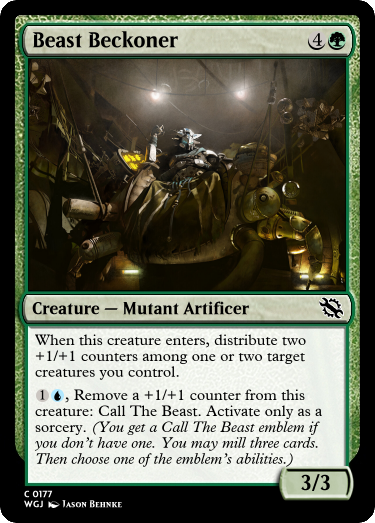 Beast Beckoner 4
Creature — Mutant Artificer
When this creature enters, distribute two
+1/+1 counters among one or two target
creatures you control.
1, Remove a +1/+1 counter from this
creature: Call The Beast. Activate only as a
sorcery. (You get a Call The Beast emblem if
you don't have one. You may mill three cards.
Then choose one of the emblem's abilities.)
3/3
C 0177
WGJ Jason Behnke